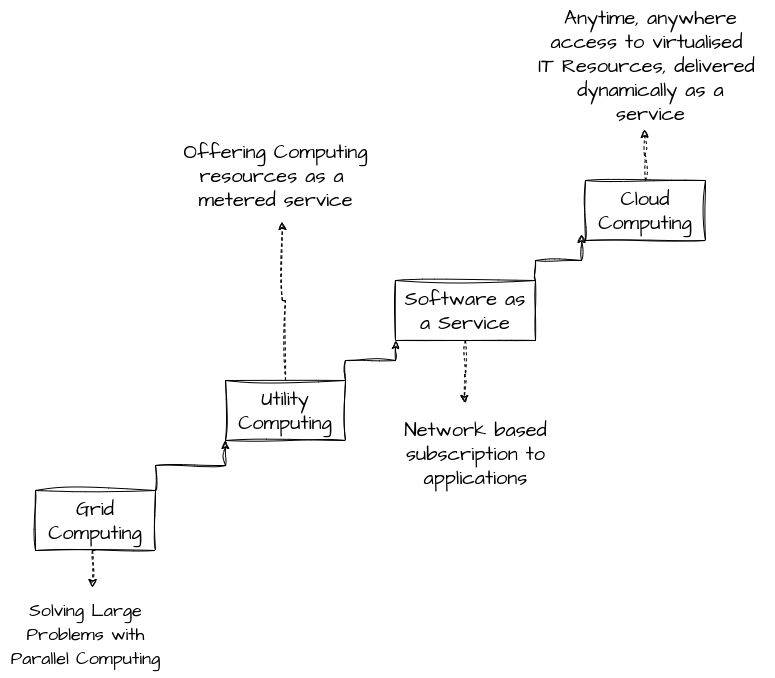 Anytime, anywhere
access to virtualised
IT Resources, delivered
dynamically as a
service
Offering Computing
resources as a
metered service
Cloud
Computing
Software as
a Service
Utility
Computing
Network based
subscription to
applications
Grid
Computing
Solving Large
Problems with
Parallel Computing